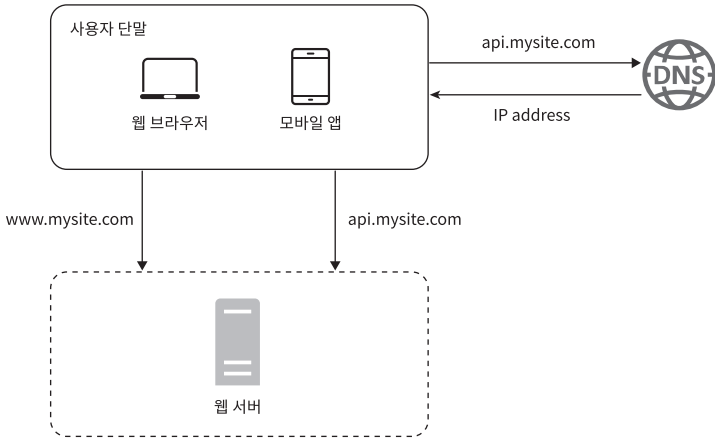 사용자 단말
api.mysite.com
DNS
웹 브라우저
모바일 앱
IP address
www.mysite.com
api.mysite.com
웹 서버